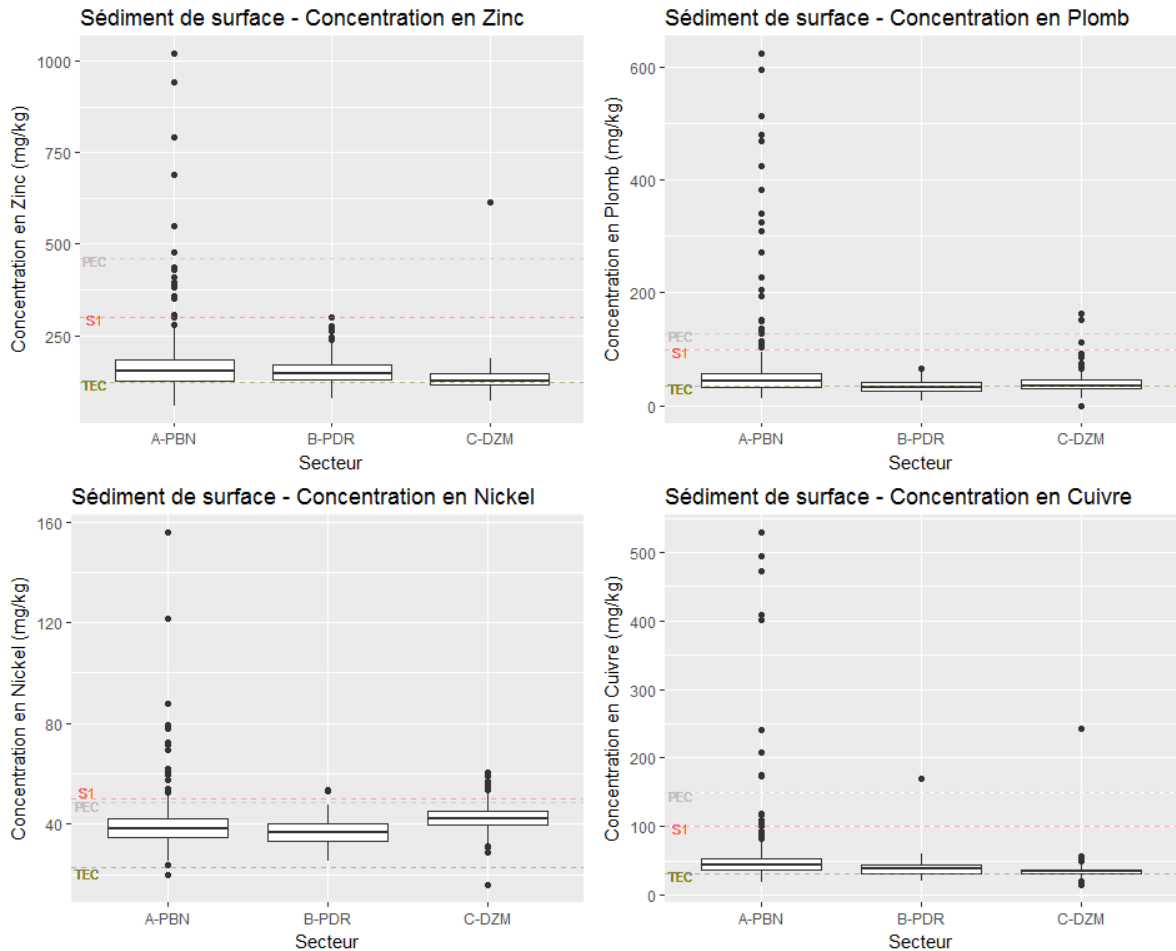 Sédiment de surface - Concentration en Zinc
Concentration en Zinc (mg/kg)
1000
750
500
250
PEC
S1
TEC
A-PBN
B-PDR
C-DZM
Secteur
Sédiment de surface - Concentration en Plomb
Concentration en Plomb (mg/kg)
600
400
200
0
PEC
S1
TEC
A-PBN
B-PDR
C-DZM
Secteur
Sédiment de surface - Concentration en Nickel
Concentration en Nickel (mg/kg)
160
120
80
40
S1
PEC
TEC
A-PBN
B-PDR
C-DZM
Secteur
Sédiment de surface - Concentration en Cuivre
Concentration en Cuivre (mg/kg)
500
400
300
200
100
0
PEC
S1
TEC
A-PBN
B-PDR
C-DZM
Secteur